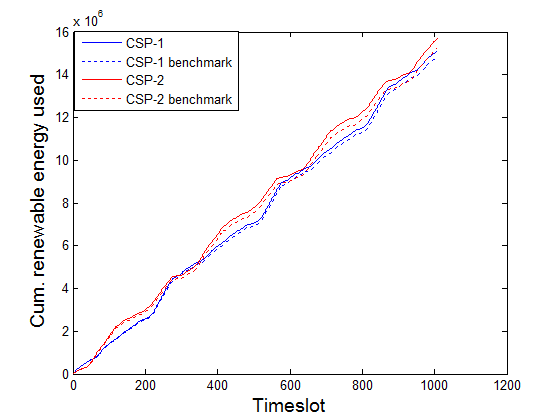 x 10^6
16
14
12
10
8
6
4
2
0
CSP-1
CSP-1 benchmark
CSP-2
CSP-2 benchmark
Cum. renewable energy used
0 200 400 600 800 1000 1200
Timeslot